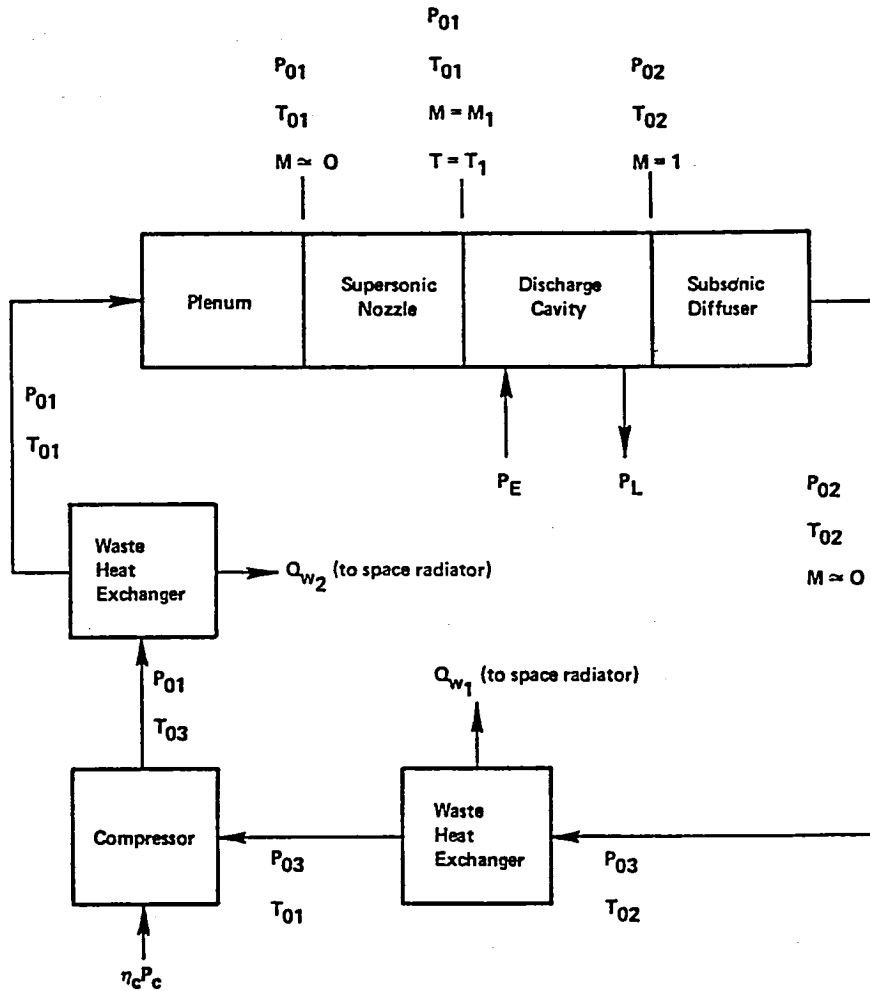 P01
T01
M ≃ O
P01
T01
M = M1
T = T1
P02
T02
M = 1
Plenum
Supersonic
Nozzle
Discharge
Cavity
Subsonic
Diffuser
P01
T01
PE
PL
P02
T02
M ≃ O
Waste
Heat
Exchanger
Qw2 (to space radiator)
P01
T03
Qw1 (to space radiator)
Compressor
Waste
Heat
Exchanger
P03
T01
P03
T02
ηcPc